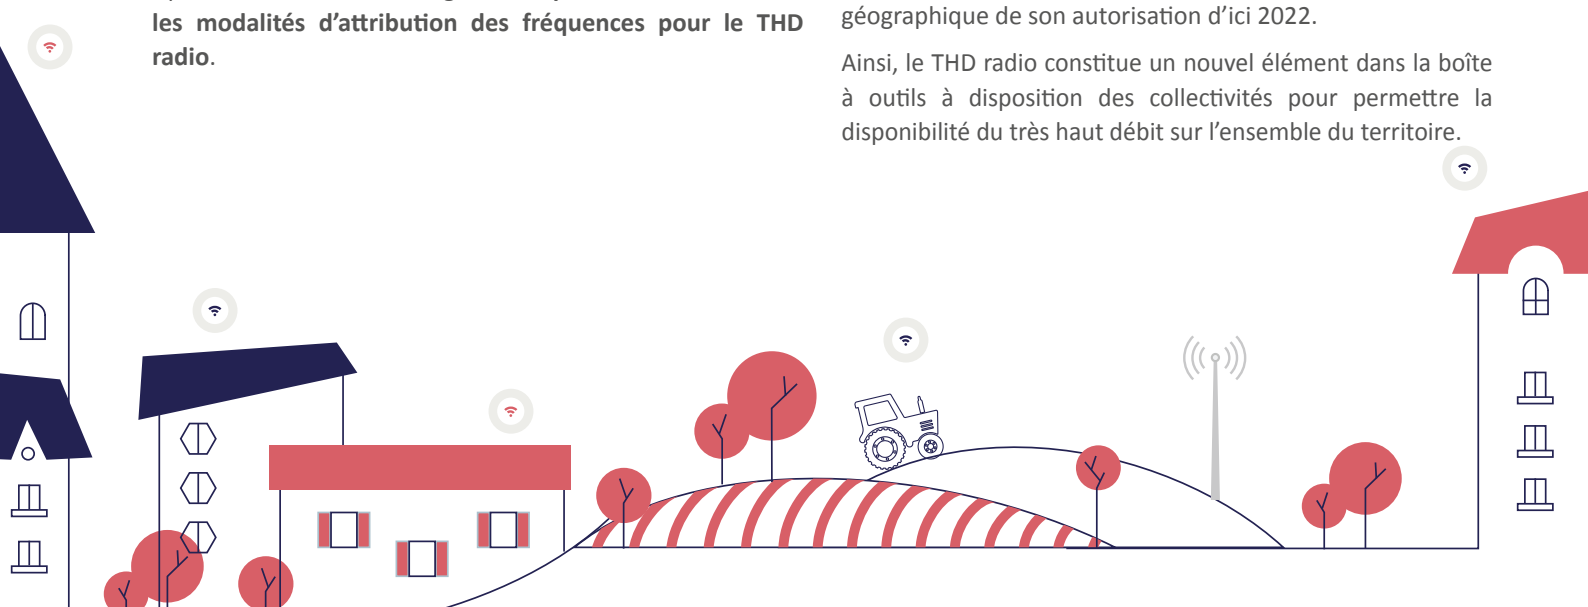 les modalités d'attribution des fréquences pour le THD
radio.
géographique de son autorisation d'ici 2022.
Ainsi, le THD radio constitue un nouvel élément dans la boîte
à outils à disposition des collectivités pour permettre la
disponibilité du très haut débit sur l'ensemble du territoire.